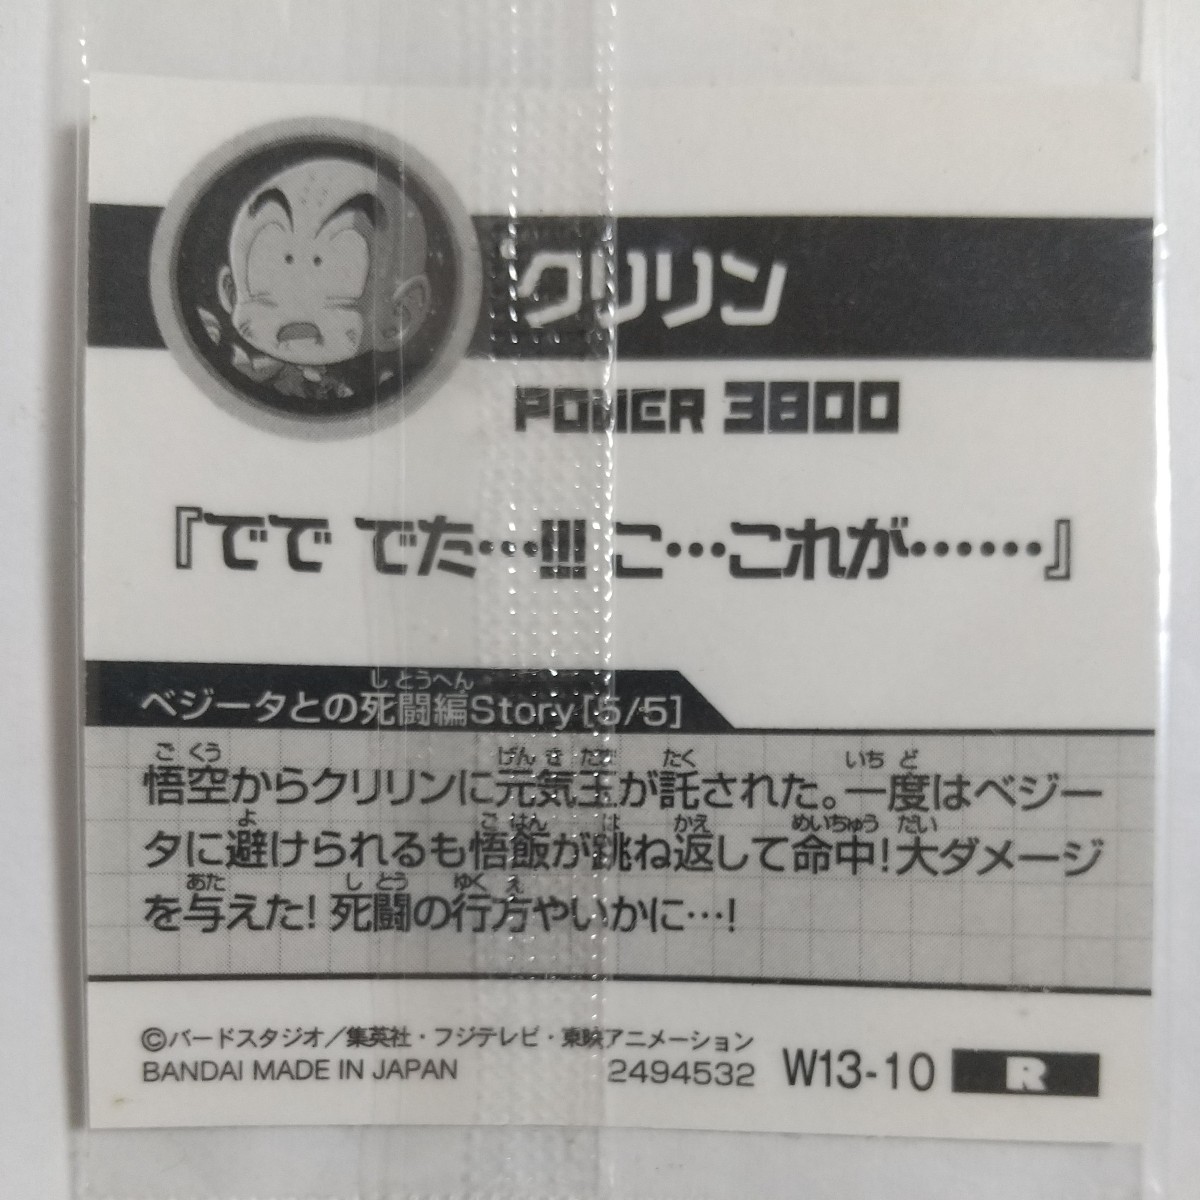 クリリン
POWER 3800
『でで でた…!!! こ…これが……』
しとうへん
ベジータとの死闘編Story[5/5]
ごくう げんきだま たく いちど
悟空からクリリンに元気玉が託された。一度はベジー
よ ごはん は かえ めいちゅう だい
タに避けられるも悟飯が跳ね返して命中!大ダメージ
あた しとう ゆくえ
を与えた! 死闘の行方やいかに…!
©バードスタジオ/集英社・フジテレビ・東映アニメーション
BANDAI MADE IN JAPAN 2494532 W13-10 R